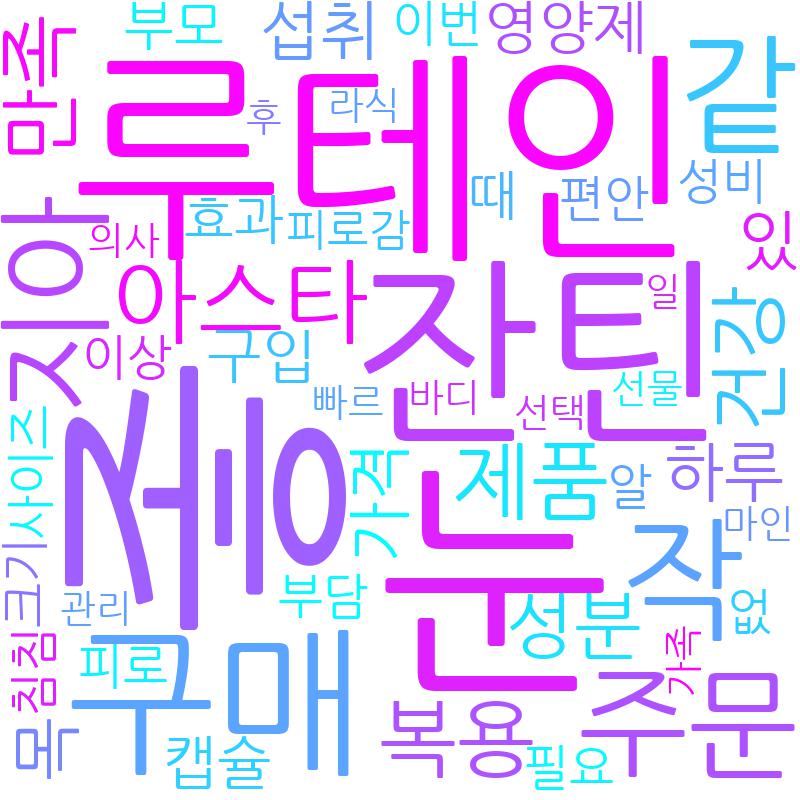 부모
섭취
이번
영양제
만족
루테인
같
후
라식
때
편안
성비
지아
의사
효과
피로감
있
아스타
잔틴
일
건강
이상
구입
빠르
바디
선택
선물
좋
눈
사이즈
가격
제품
알
하루
마인
크기
관리
부담
성분
작
없
침침
피로
구매
가족
목
캡슐
복용
필요
주문